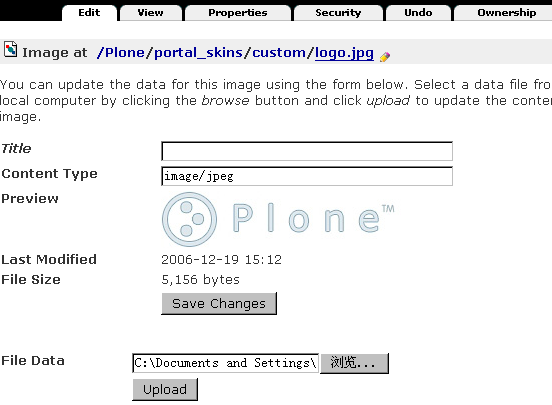 Edit View Properties Security Undo Ownership
Image at /Plone/portal_skins/custom/logo.jpg
You can update the data for this image using the form below. Select a data file fro
local computer by clicking the browse button and click upload to update the conte
image.
Title
Content Type image/jpeg
Preview Plone™
Last Modified 2006-12-19 15:12
File Size 5,156 bytes
Save Changes
File Data C:\Documents and Settings\ 浏览...
Upload